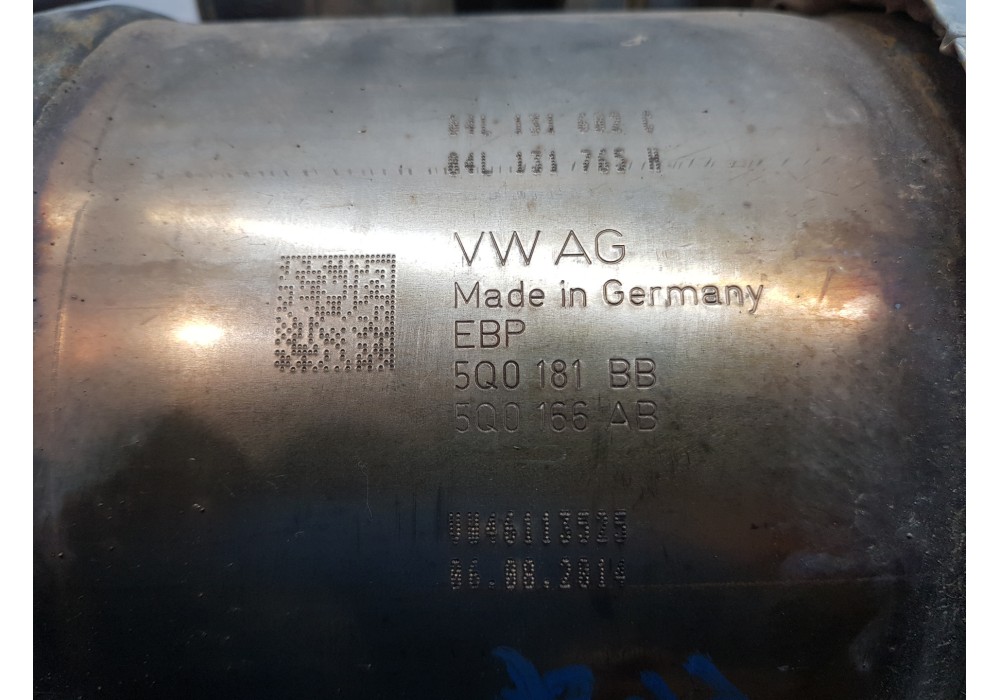 04L 131 602 C
04L 131 765 H
VW AG
Made in Germany
EBP
5Q0 181 BB
5Q0 166 AB
VW46113525
06.08.2014